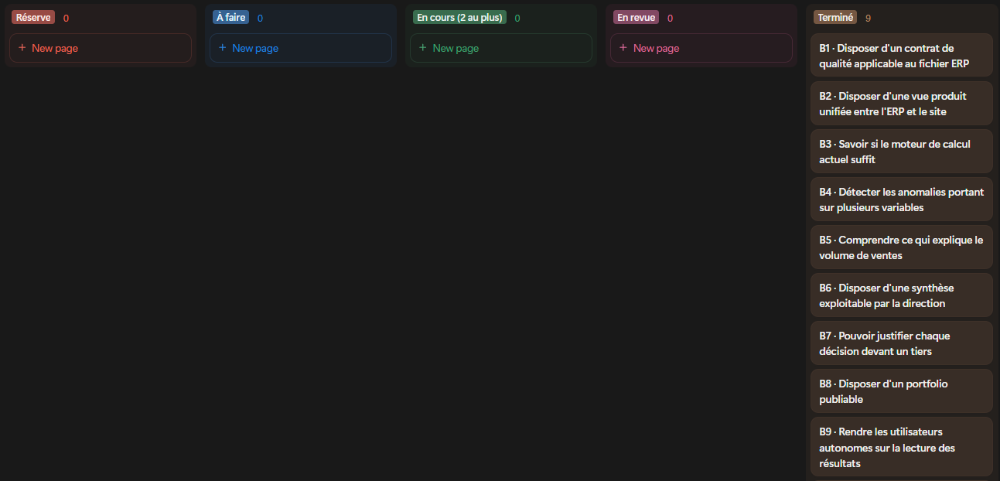 Réserve 0
À faire 0
En cours (2 au plus) 0
En revue 0
Terminé 9
+ New page
+ New page
+ New page
+ New page
B1 · Disposer d'un contrat de
qualité applicable au fichier ERP
B2 · Disposer d'une vue produit
unifiée entre l'ERP et le site
B3 · Savoir si le moteur de calcul
actuel suffit
B4 · Détecter les anomalies portant
sur plusieurs variables
B5 · Comprendre ce qui explique le
volume de ventes
B6 · Disposer d'une synthèse
exploitable par la direction
B7 · Pouvoir justifier chaque
décision devant un tiers
B8 · Disposer d'un portfolio
publiable
B9 · Rendre les utilisateurs
autonomes sur la lecture des
résultats